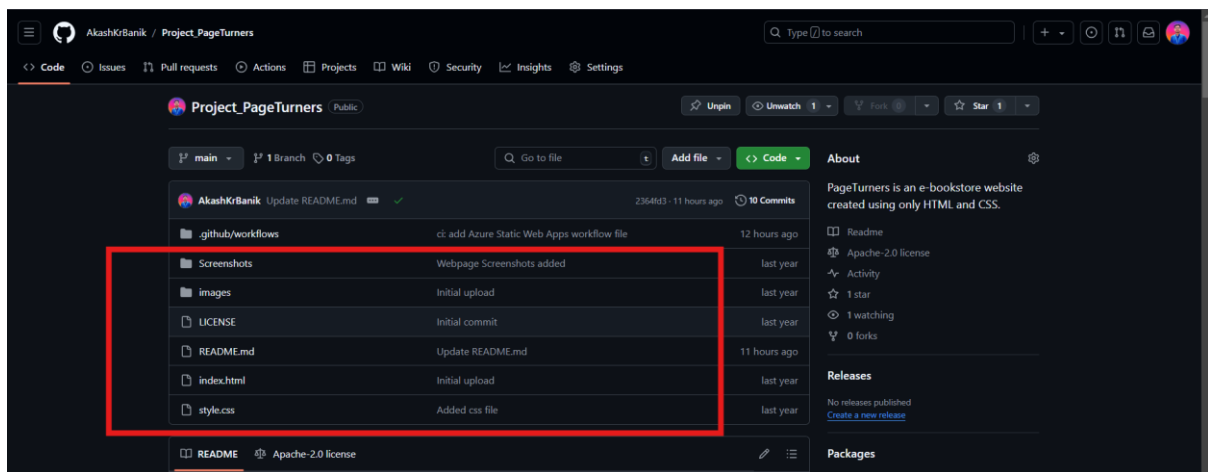 AkashKrBanik / Project_PageTurners
Type / to search
Code Issues Pull requests Actions Projects Wiki Security Insights Settings
Project_PageTurners Public
Unpin Unwatch 1 Fork 0 Star 1
main 1 Branch 0 Tags Go to file t Add file Code
About
PageTurners is an e-bookstore website
created using only HTML and CSS.
AkashKrBanik Update README.md 2364fd3 · 11 hours ago 10 Commits
.github/workflows ci: add Azure Static Web Apps workflow file 12 hours ago
Screenshots Webpage Screenshots added last year
images Initial upload last year
LICENSE Initial commit last year
README.md Update README.md 11 hours ago
index.html Initial upload last year
style.css Added css file last year
Readme
Apache-2.0 license
Activity
1 star
1 watching
0 forks
Releases
No releases published
Create a new release
README Apache-2.0 license
Packages